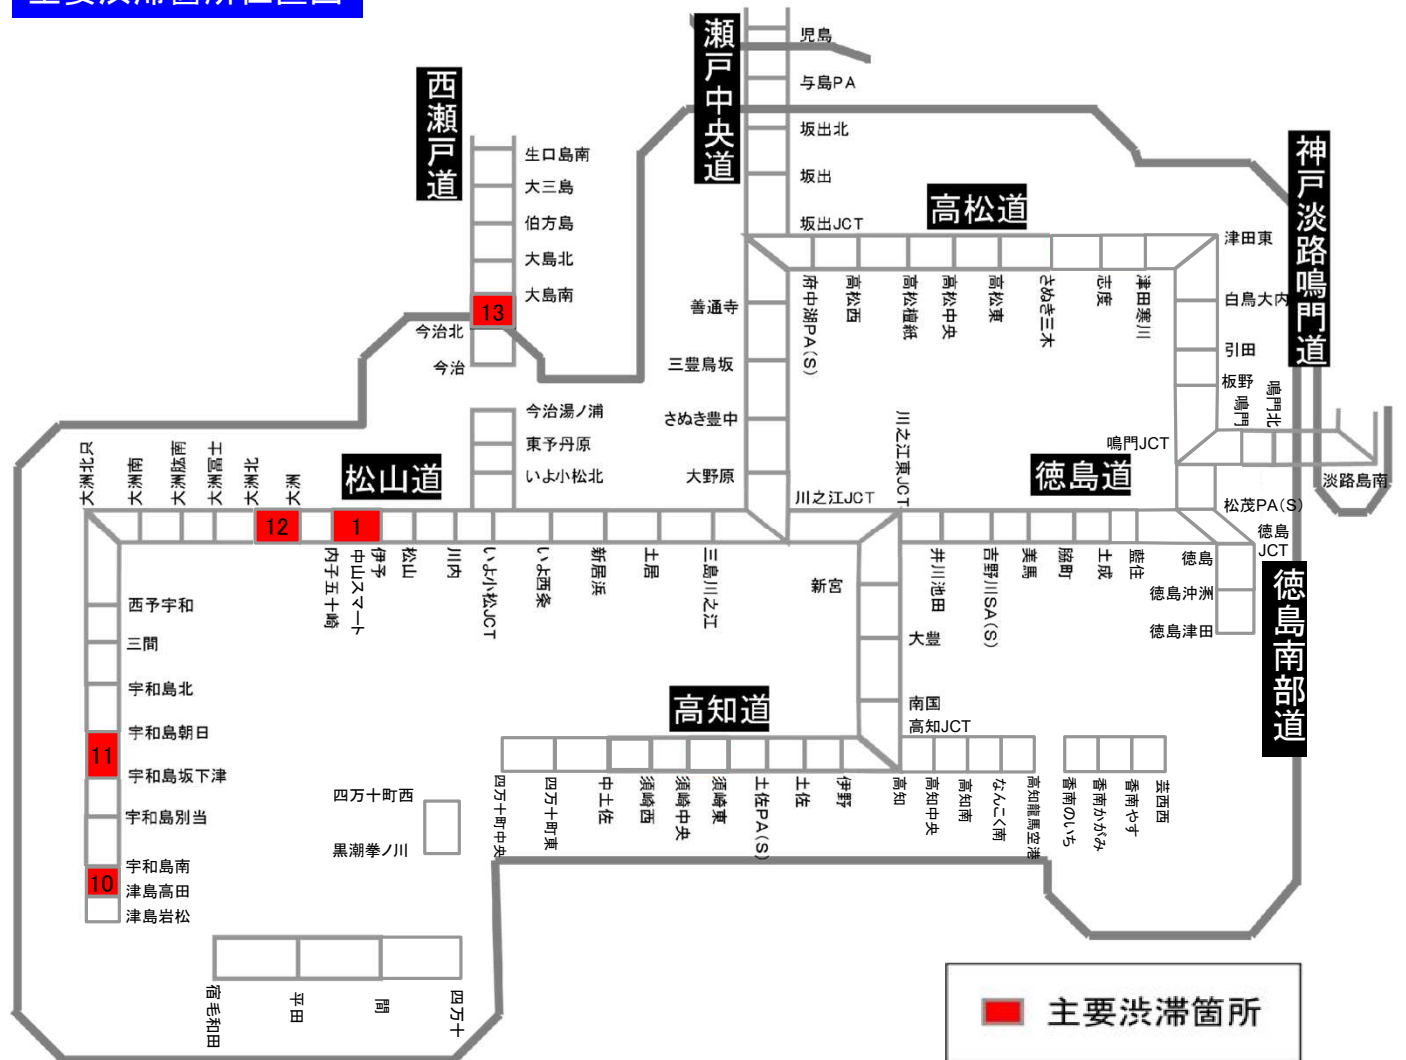 主要渋滞箇所位置図
西瀬戸道
瀬戸中央道
神戸淡路鳴門道
高松道
松山道
徳島道
高知道
徳島南部道
児島
与島PA
坂出北
坂出
坂出JCT
生口島南
大三島
伯方島
大島北
大島南
13
今治北
今治
今治湯ノ浦
東予丹原
いよ小松北
善通寺
三豊鳥坂
さぬき豊中
大野原
川之江JCT
川之江東JCT
府中湖PA(S)
高松西
高松檀紙
高松中央
高松東
さぬき三木
志度
津田寒川
津田東
白鳥大内
引田
板野
鳴門
鳴門北
鳴門JCT
淡路島南
松茂PA(S)
徳島
JCT
徳島
徳島沖洲
徳島津田
大洲北只
大洲南
大洲肱南
大洲冨士
大洲北
大洲
12
1
内子五十崎
中山スマート
伊予
松山
川内
いよ小松JCT
いよ西条
新居浜
土居
三島川之江
井川池田
吉野川SA(S)
美馬
脇町
土成
藍住
新宮
大豊
南国
高知JCT
西予宇和
三間
宇和島北
宇和島朝日
11
宇和島坂下津
宇和島別当
宇和島南
10
津島高田
津島岩松
四万十町西
黒潮拳ノ川
四万十町中央
四万十町東
中土佐
須崎西
須崎中央
須崎東
土佐PA(S)
土佐
伊野
高知
高知中央
高知南
なんこく南
高知龍馬空港
香南のいち
香南かがみ
香南やす
芸西西
宿毛和田
平田
間
四万十
主要渋滞箇所